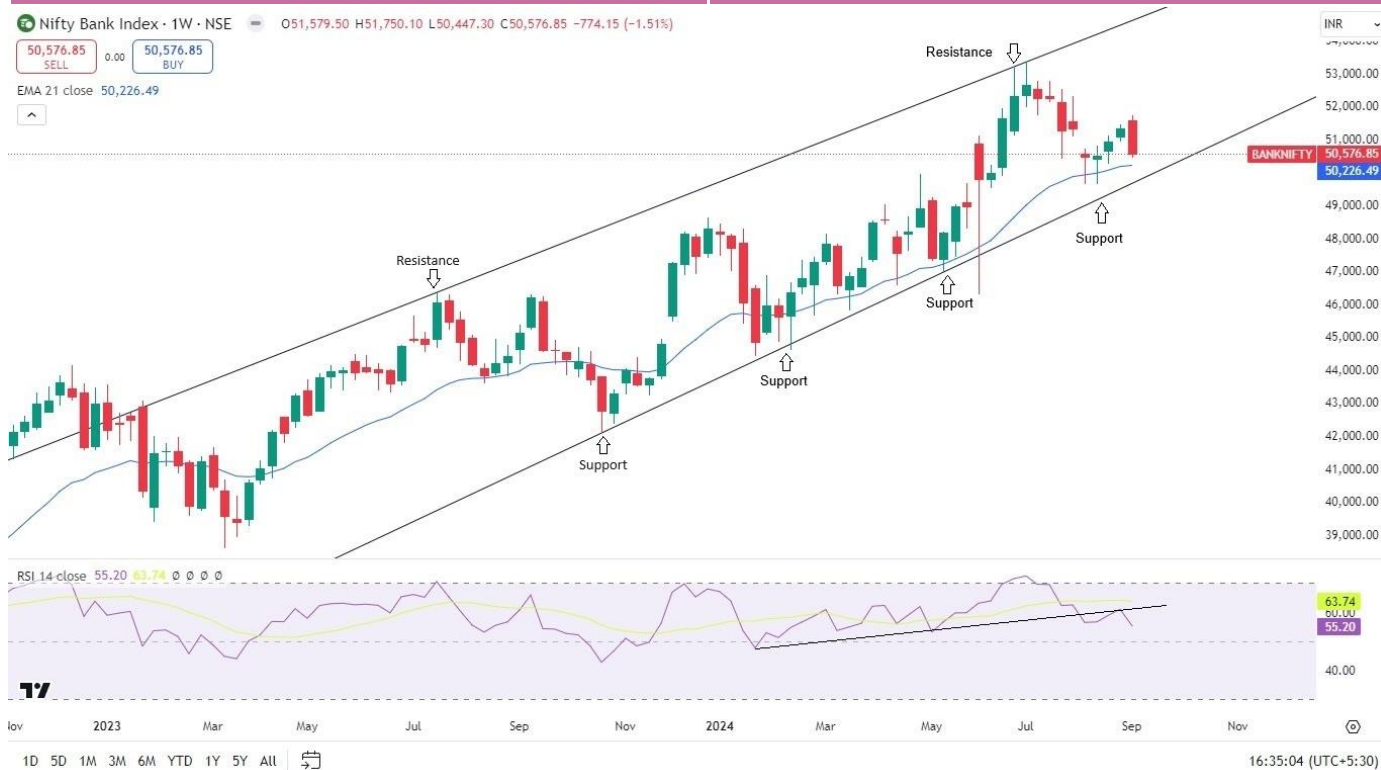 Nifty Bank Index · 1W · NSE O51,579.50 H51,750.10 L50,447.30 C50,576.85 −774.15 (−1.51%)
INR
50,576.85 0.00 50,576.85
SELL BUY
EMA 21 close 50,226.49
Resistance
53,000.00
52,000.00
51,000.00
BANKNIFTY 50,576.85
50,226.49
49,000.00
Support
48,000.00
Resistance
47,000.00
Support
46,000.00
45,000.00
44,000.00
Support
43,000.00
42,000.00
Support
41,000.00
40,000.00
39,000.00
RSI 14 close 55.20 63.74 Ø Ø Ø Ø
63.74
60.00
55.20
40.00
2023 Mar May Jul Sep Nov 2024 Mar May Jul Sep Nov
1D 5D 1M 3M 6M YTD 1Y 5Y All 16:35:04 (UTC+5:30)